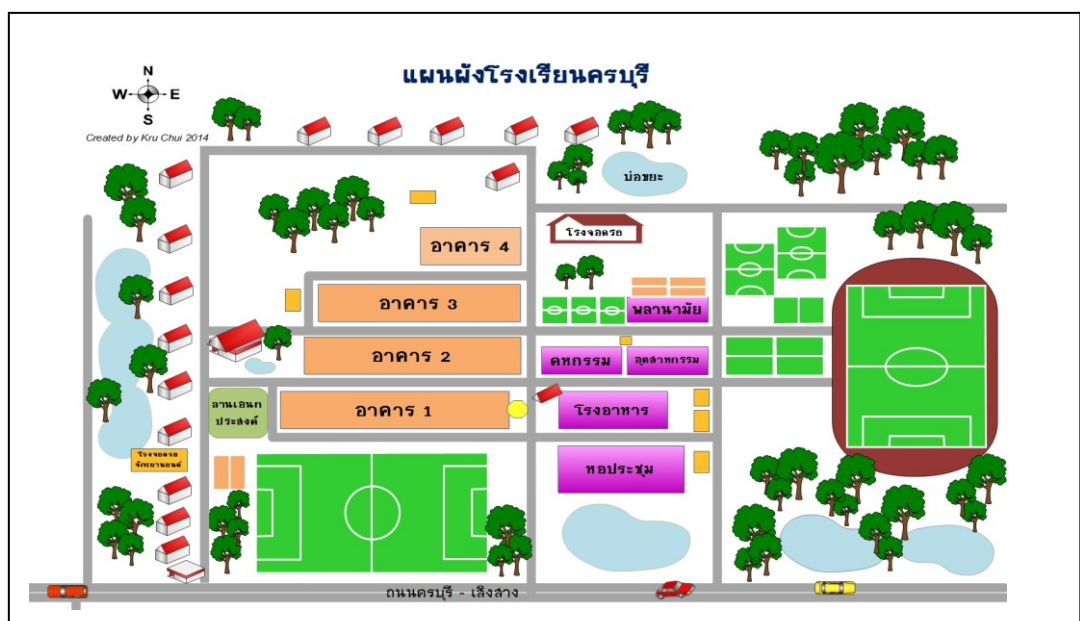 แผนผังโรงเรียนครบุรี
N
W E
S
Created by Kru Chui 2014
บ่อขยะ
โรงจอดรถ
อาคาร 4
อาคาร 3
พลานามัย
อาคาร 2
คหกรรม
อุตสาหกรรม
ลานเอนก
ประสงค์
อาคาร 1
โรงอาหาร
โรงจอดรถ
จักรยานยนต์
หอประชุม
ถนนครบุรี - เสิงสาง